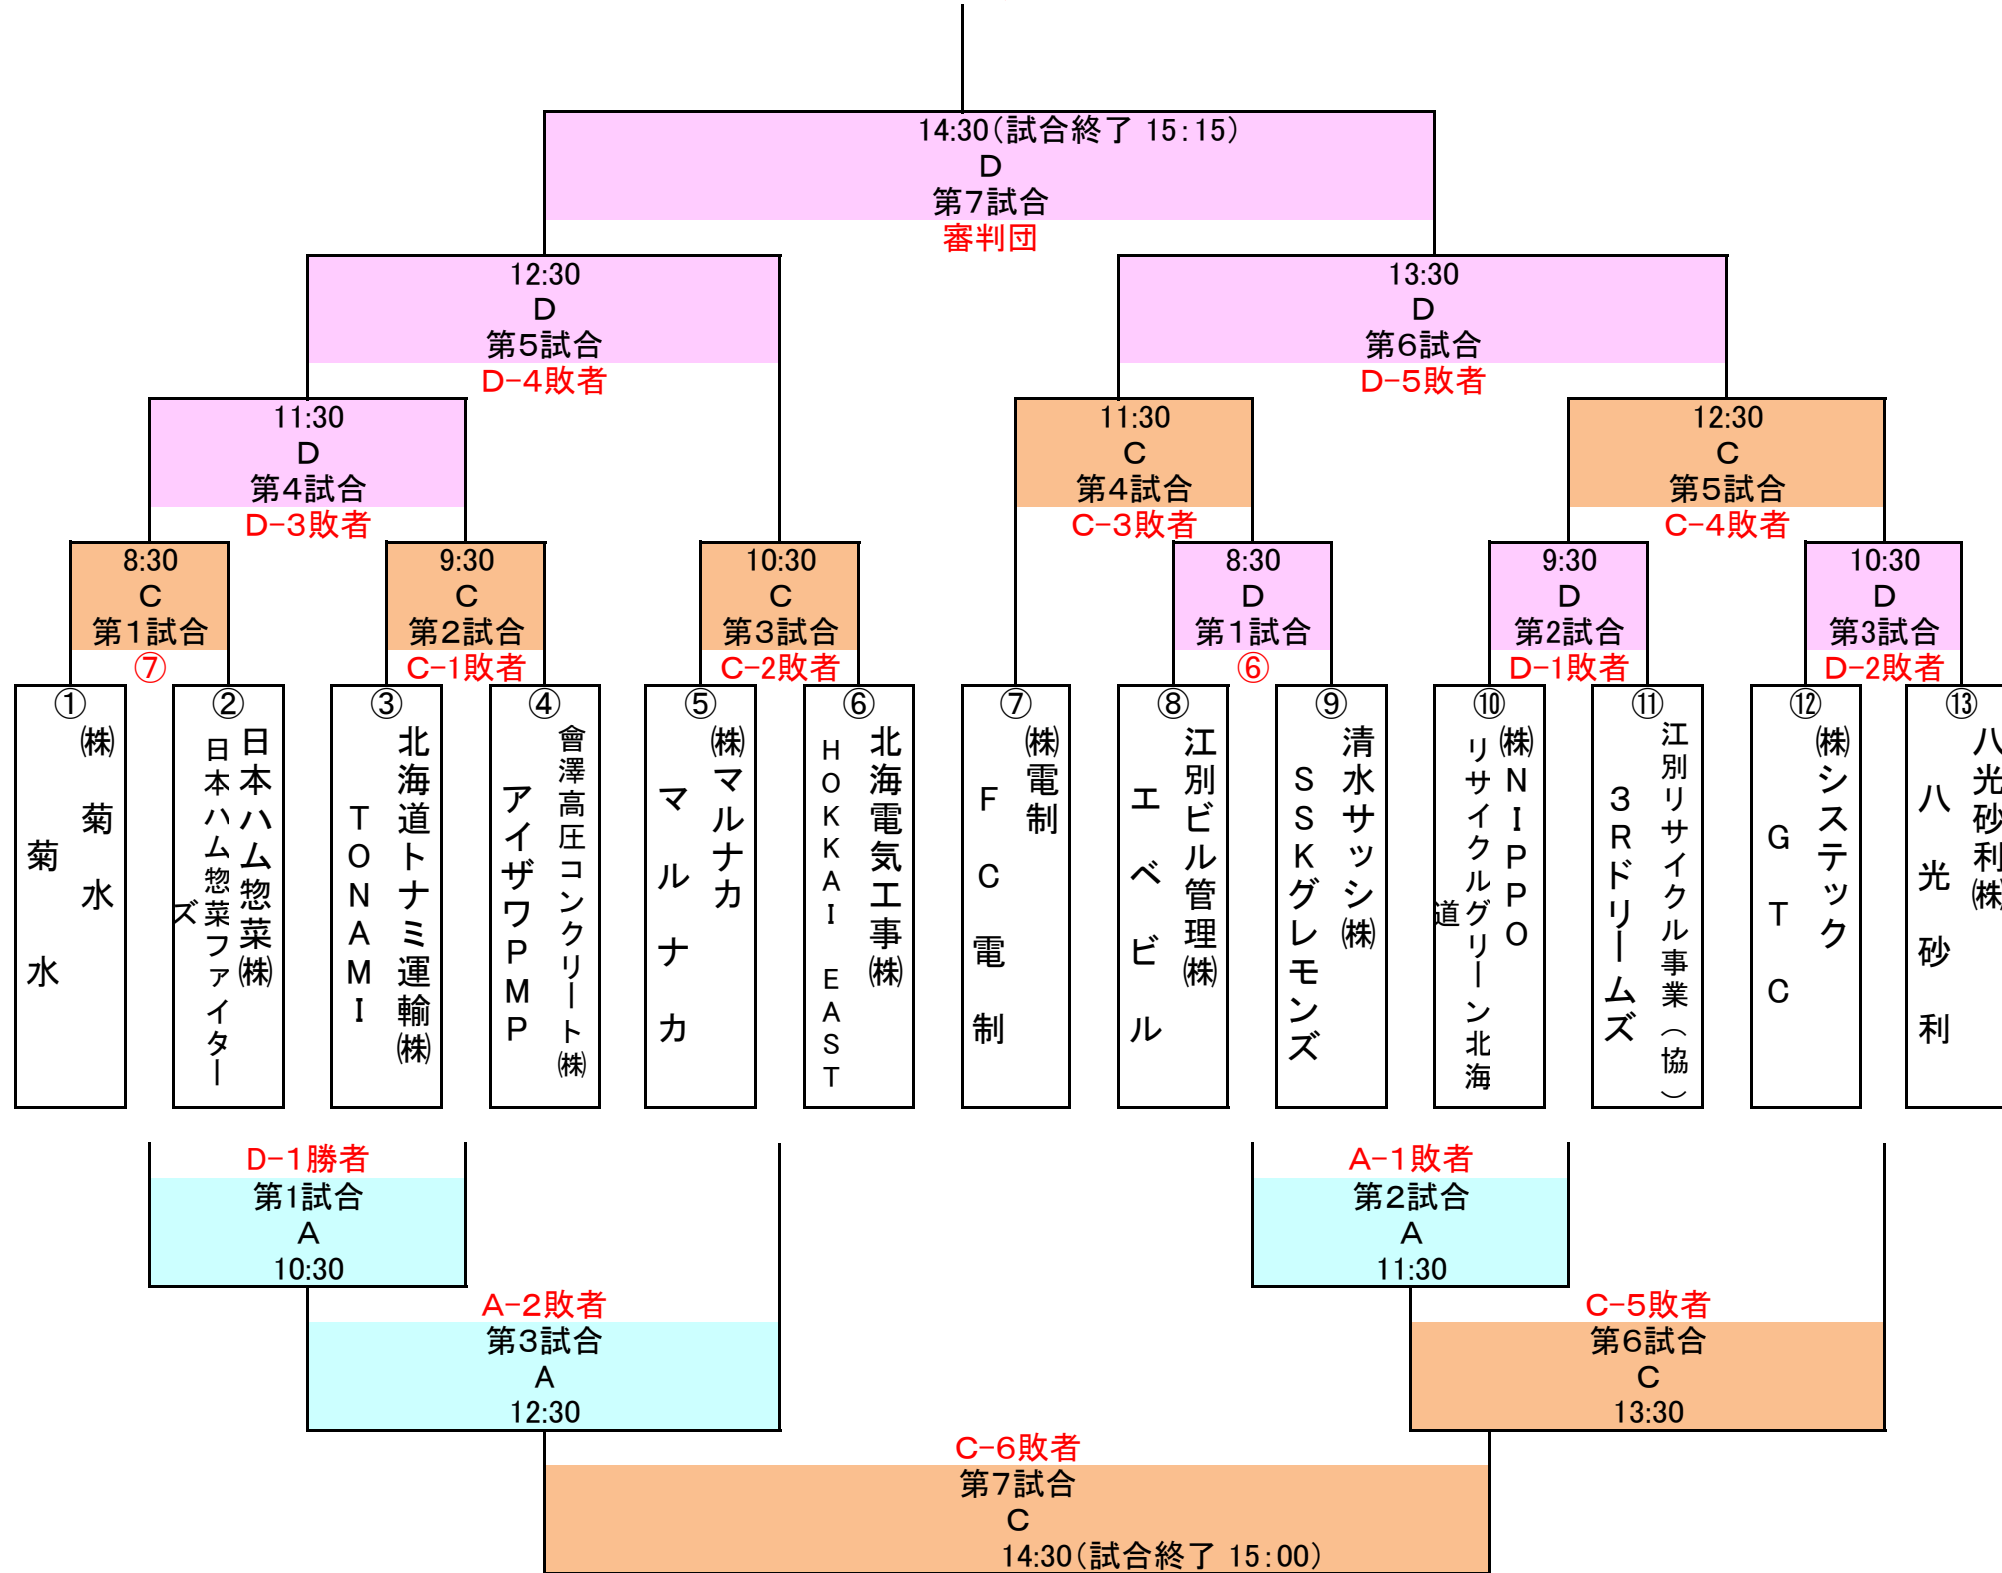 14:30(試合終了 15:15)
D
第7試合
審判団
12:30
D
第5試合
D-4敗者
13:30
D
第6試合
D-5敗者
11:30
D
第4試合
D-3敗者
11:30
C
第4試合
C-3敗者
12:30
C
第5試合
C-4敗者
8:30
C
第1試合
⑦
9:30
C
第2試合
C-1敗者
10:30
C
第3試合
C-2敗者
8:30
D
第1試合
⑥
9:30
D
第2試合
D-1敗者
10:30
D
第3試合
D-2敗者
①
㈱ 菊水
菊水
②
日本ハム惣菜㈱
日本ハム惣菜ファイターズ
③
北海道トナミ運輸㈱
TONAMI
④
會澤高圧コンクリート㈱
アイザワPMP
⑤
㈱マルナカ
マルナカ
⑥
北海電気工事㈱
HOKKAI EAST
⑦
㈱電制
FC電制
⑧
江別ビル管理㈱
エベビル
⑨
清水サッシ㈱
SSKグレモンズ
⑩
㈱NIPPO
リサイクルグリーン北海道
⑪
江別リサイクル事業(協)
3Rドリームズ
⑫
㈱システック
GTC
⑬
八光砂利㈱
八光砂利
D-1勝者
第1試合
A
10:30
A-1敗者
第2試合
A
11:30
A-2敗者
第3試合
A
12:30
C-5敗者
第6試合
C
13:30
C-6敗者
第7試合
C
14:30(試合終了 15:00)